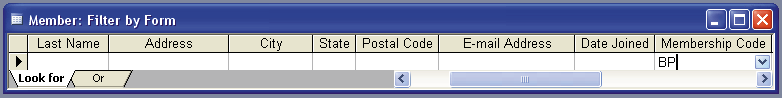 Member: Filter by Form
Last Name Address City State Postal Code E-mail Address Date Joined Membership Code
BP
Look for Or